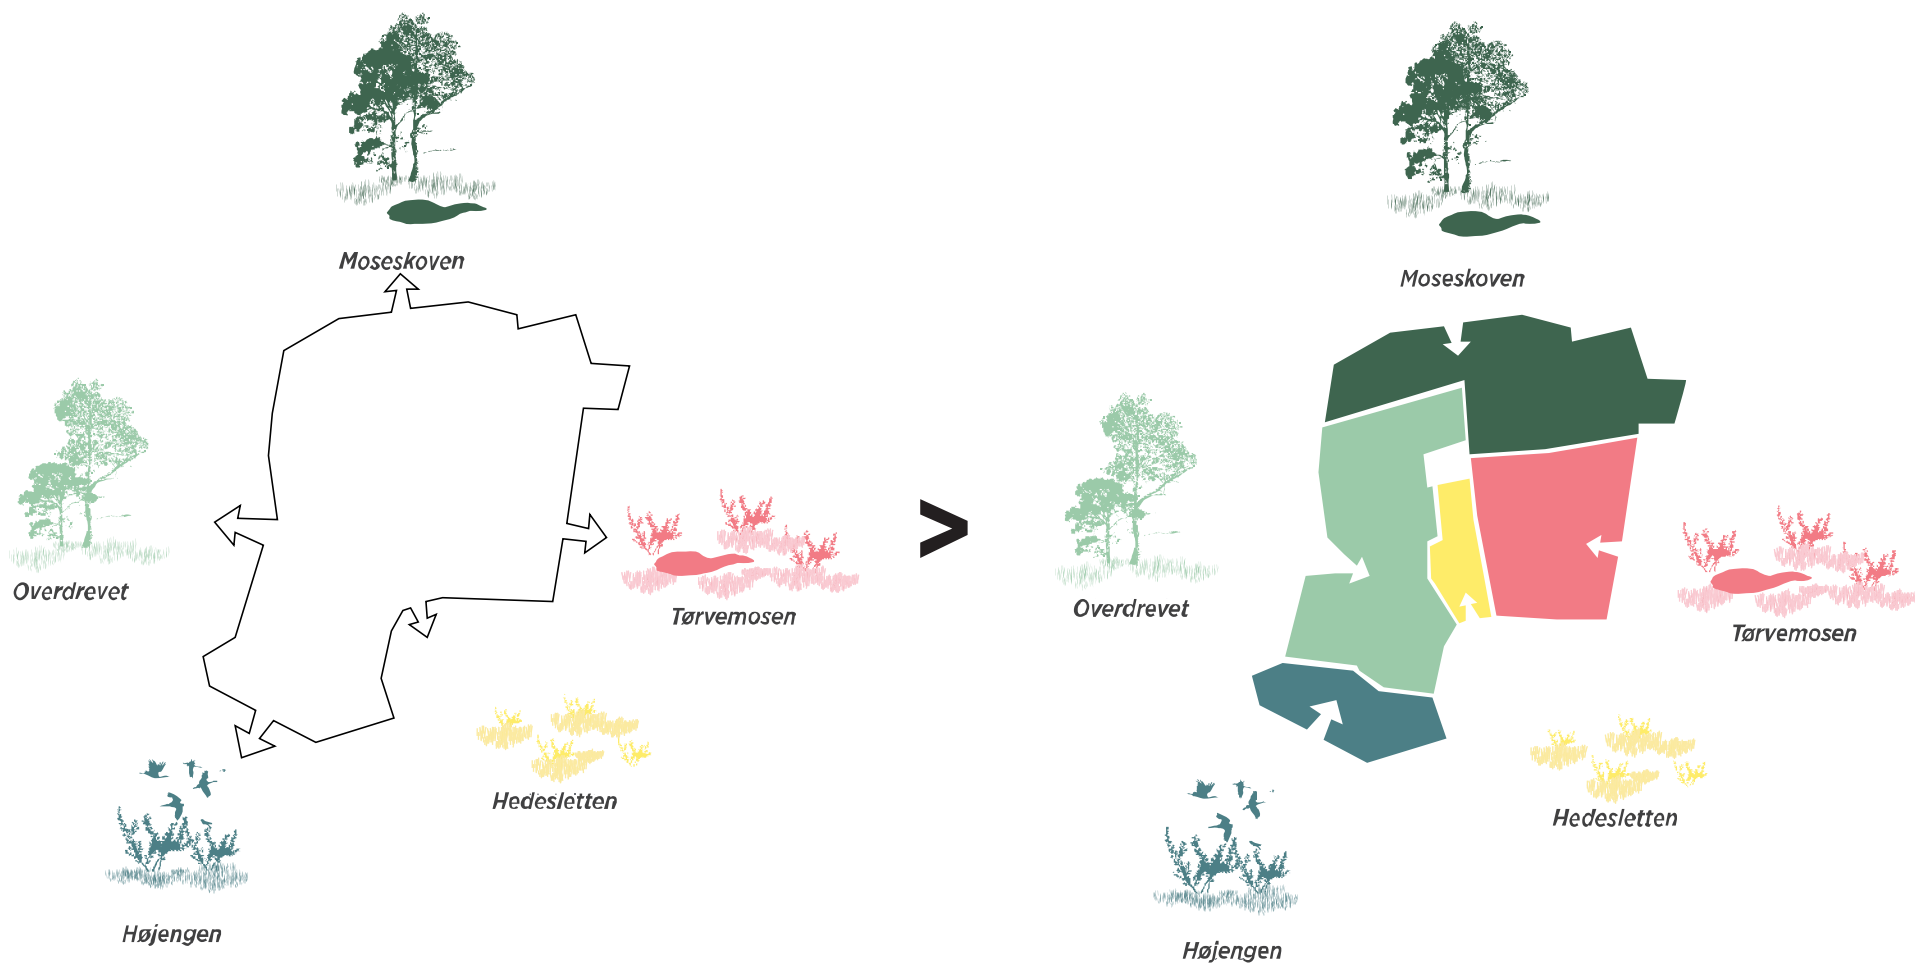 Moseskoven
Overdrevet
Tørvemosen
Hedesletten
Højengen
>
Moseskoven
Overdrevet
Tørvemosen
Hedesletten
Højengen